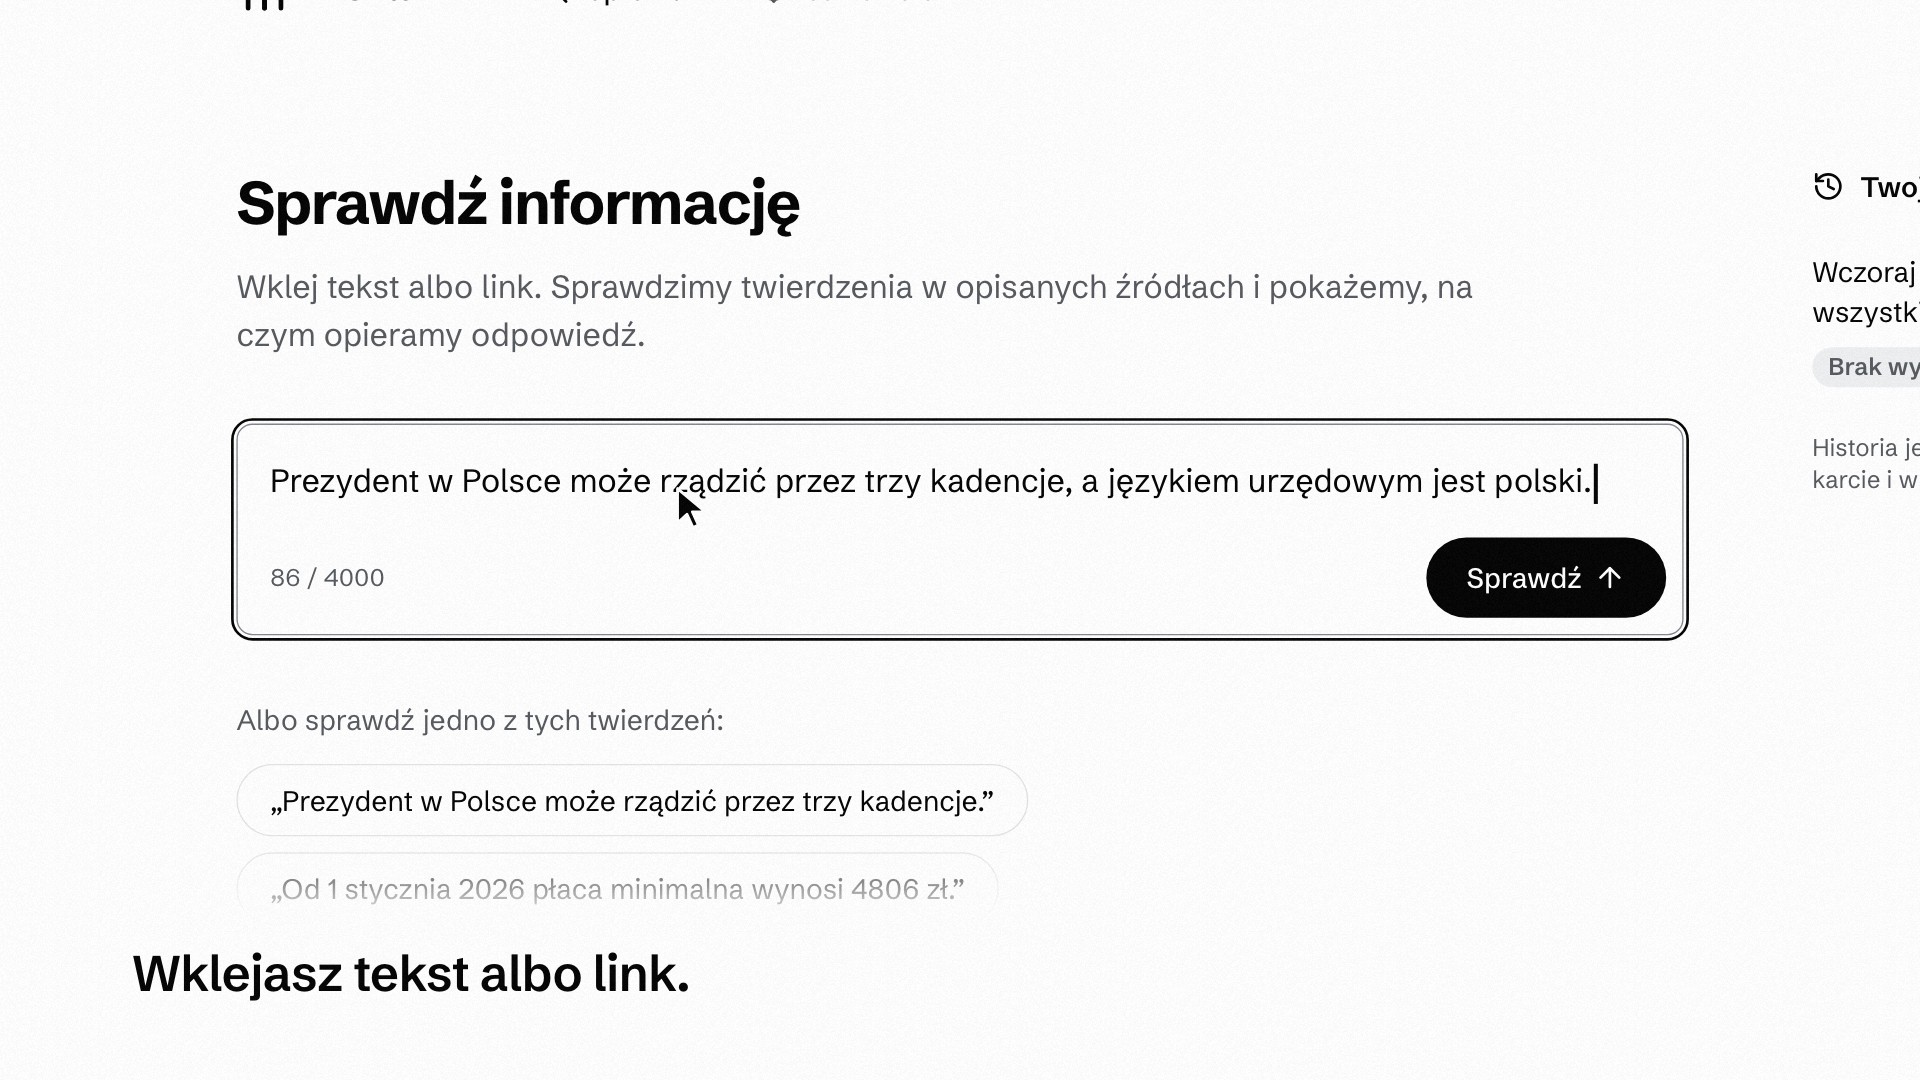 Sprawdź informację
Wklej tekst albo link. Sprawdzimy twierdzenia w opisanych źródłach i pokażemy, na
czym opieramy odpowiedź.
Prezydent w Polsce może rządzić przez trzy kadencje, a językiem urzędowym jest polski.
86 / 4000
Sprawdź
Albo sprawdź jedno z tych twierdzeń:
„Prezydent w Polsce może rządzić przez trzy kadencje.”
„Od 1 stycznia 2026 płaca minimalna wynosi 4806 zł.”
Wczoraj
Brak
Historia
karcie i w
Wklejasz tekst albo link.